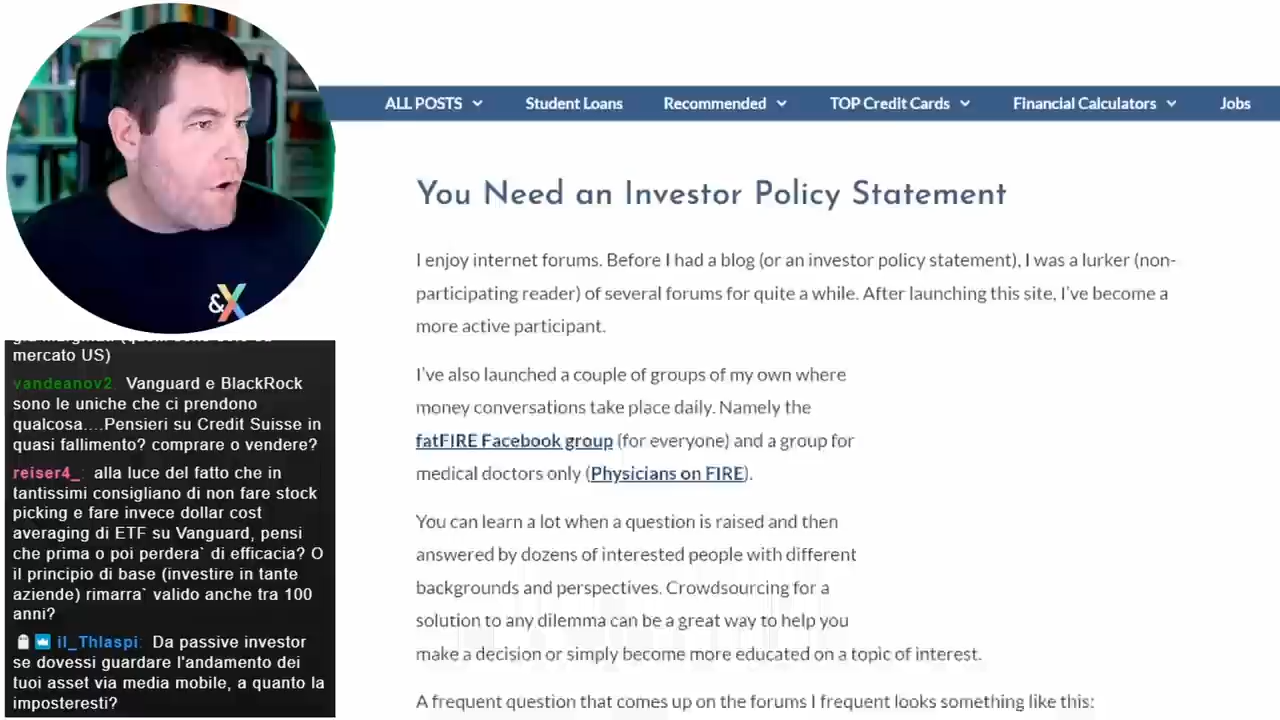 ALL POSTS
Student Loans
Recommended
TOP Credit Cards
Financial Calculators
Jobs
You Need an Investor Policy Statement
I enjoy internet forums. Before I had a blog (or an investor policy statement), I was a lurker (non-
participating reader) of several forums for quite a while. After launching this site, I've become a
more active participant.
I've also launched a couple of groups of my own where
money conversations take place daily. Namely the
fatFIRE Facebook group (for everyone) and a group for
medical doctors only (Physicians on FIRE).
You can learn a lot when a question is raised and then
answered by dozens of interested people with different
backgrounds and perspectives. Crowdsourcing for a
solution to any dilemma can be a great way to help you
make a decision or simply become more educated on a topic of interest.
A frequent question that comes up on the forums I frequent looks something like this:
&X
mercato US)
vandeanov2: Vanguard e BlackRock
sono le uniche che ci prendono
qualcosa....Pensieri su Credit Suisse in
quasi fallimento? comprare o vendere?
reiser4_: alla luce del fatto che in
tantissimi consigliano di non fare stock
picking e fare invece dollar cost
averaging di ETF su Vanguard, pensi
che prima o poi perdera` di efficacia? O
il principio di base (investire in tante
aziende) rimarra` valido anche tra 100
anni?
il_Thlaspi: Da passive investor
se dovessi guardare l'andamento dei
tuoi asset via media mobile, a quanto la
imposteresti?